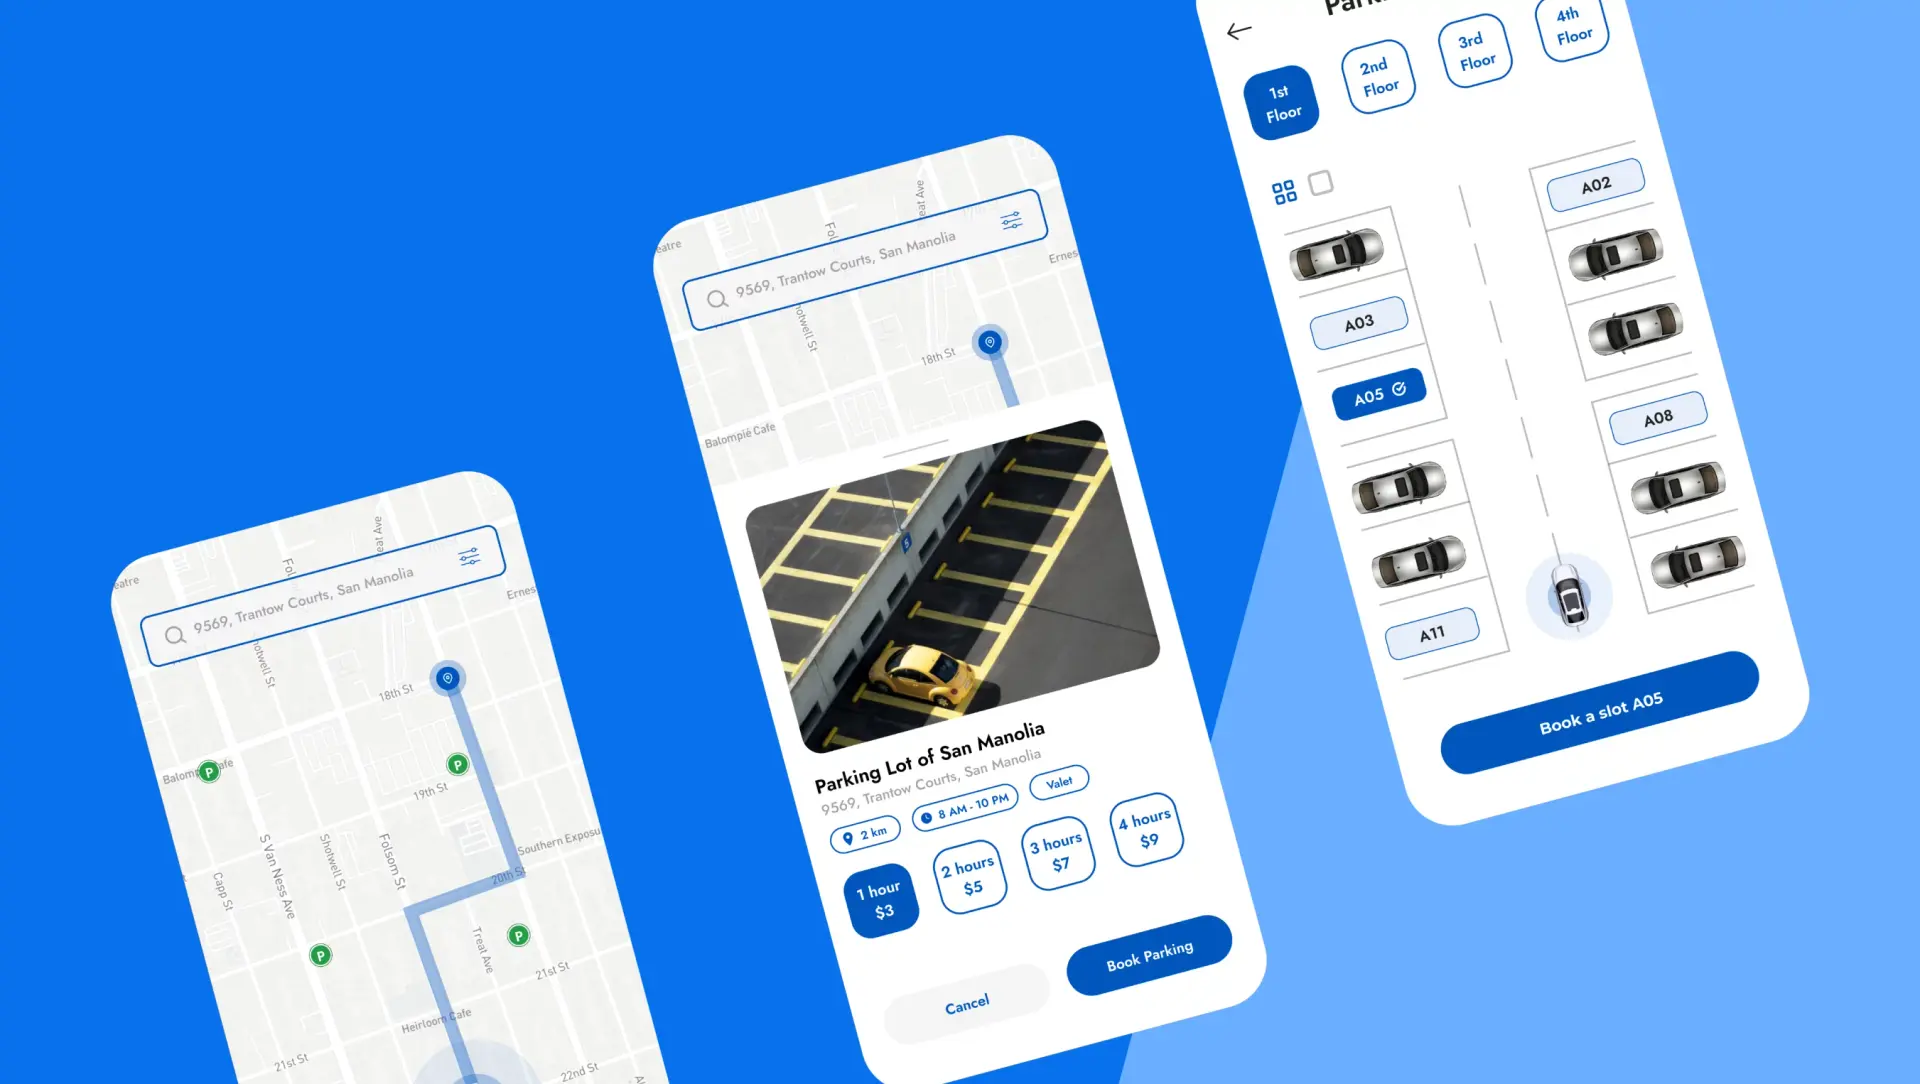 eatre
eat Ave
Fol
9569, Trantow Courts, San Manolia
Ernes
hotwell St
18th St
Balompié Cafe
19th St
Southern Exposu
S Van Ness Ave
Shotwell St
Folsom St
Capp St
20th St
Treat Ave
21st St
Heirloom Cafe
21st St
22nd St
eatre
eat Ave
Fol
9569, Trantow Courts, San Manolia
Ernes
hotwell St
18th St
Balompié Cafe
5
Parking Lot of San Manolia
9569, Trantow Courts, San Manolia
2 km
8 AM - 10 PM
Valet
1 hour
$3
2 hours
$5
3 hours
$7
4 hours
$9
Cancel
Book Parking
1st
Floor
2nd
Floor
3rd
Floor
4th
Floor
A02
A03
A05
A08
A11
Book a slot A05